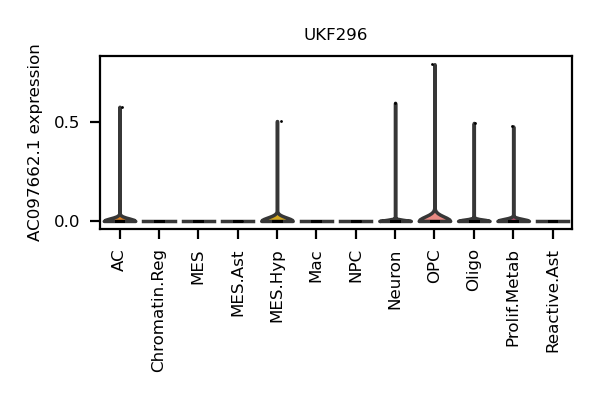 UKF296
AC097662.1 expression
0.5
0.0
AC
Chromatin.Reg
MES
MES.Ast
MES.Hyp
Mac
NPC
Neuron
OPC
Oligo
Prolif.Metab
Reactive.Ast